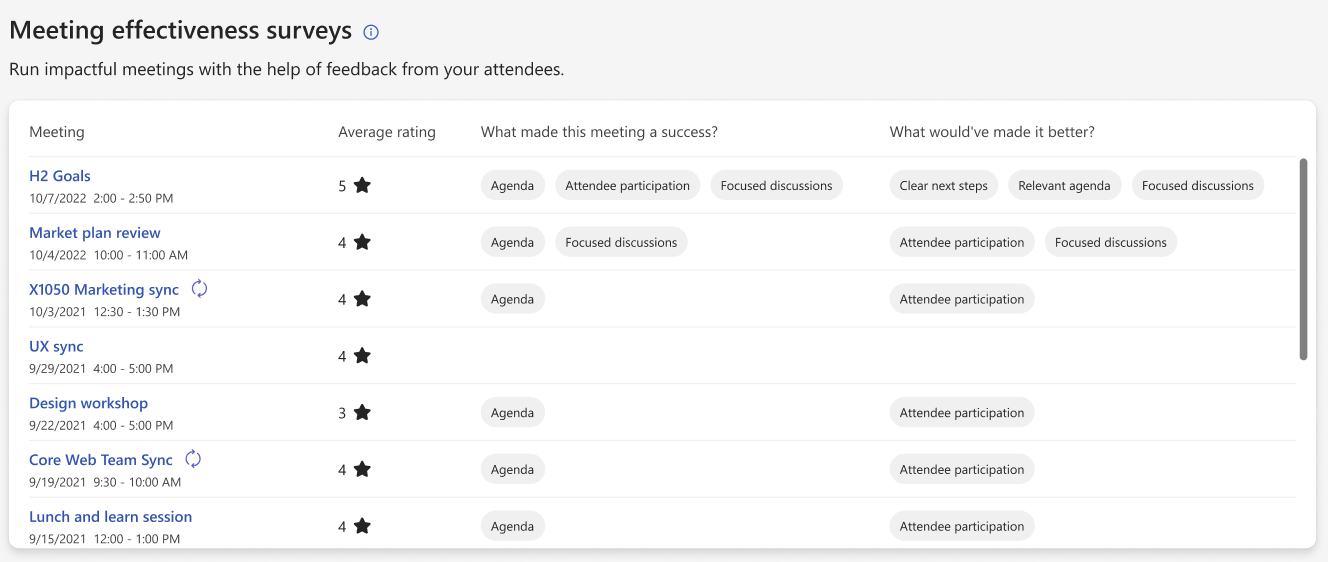 Meeting effectiveness surveys
Run impactful meetings with the help of feedback from your attendees.
Meeting Average rating What made this meeting a success? What would've made it better?
H2 Goals
10/7/2022 2:00 - 2:50 PM
5 Agenda Attendee participation Focused discussions Clear next steps Relevant agenda Focused discussions
Market plan review
10/4/2022 10:00 - 11:00 AM
4 Agenda Focused discussions Attendee participation Focused discussions
X1050 Marketing sync
10/3/2021 12:30 - 1:30 PM
4 Agenda Attendee participation
UX sync
9/29/2021 4:00 - 5:00 PM
4
Design workshop
9/22/2021 4:00 - 5:00 PM
3 Agenda Attendee participation
Core Web Team Sync
9/19/2021 9:30 - 10:00 AM
4 Agenda Attendee participation
Lunch and learn session
9/15/2021 12:00 - 1:00 PM
4 Agenda Attendee participation